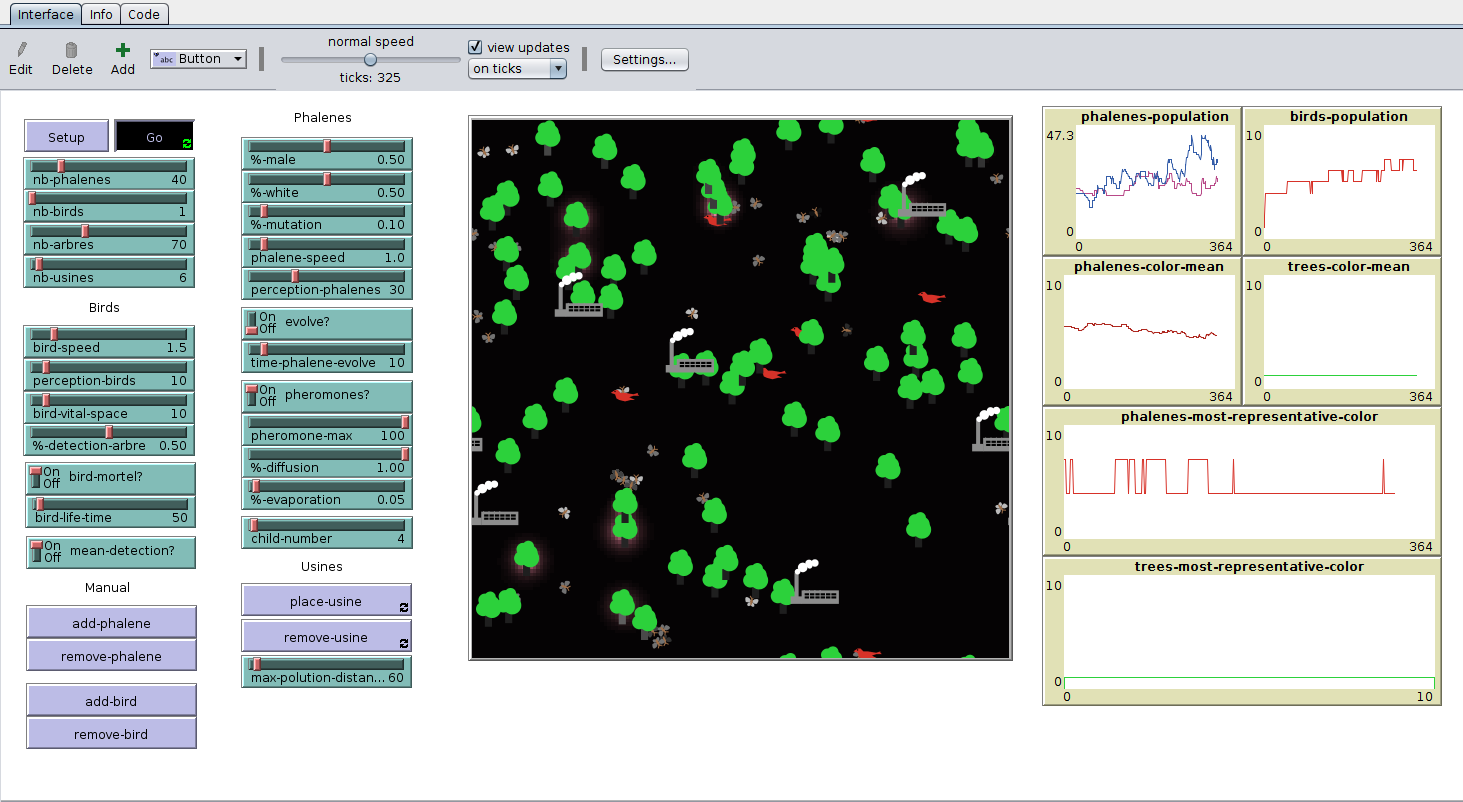 Interface Info Code
Edit Delete Add abc Button normal speed ticks: 325 view updates on ticks Settings...
Setup Go
nb-phalenes 40
nb-birds 1
nb-arbres 70
nb-usines 6
Birds
bird-speed 1.5
perception-birds 10
bird-vital-space 10
%-detection-arbre 0.50
On Off bird-mortel?
bird-life-time 50
On Off mean-detection?
Manual
add-phalene
remove-phalene
add-bird
remove-bird
Phalenes
%-male 0.50
%-white 0.50
%-mutation 0.10
phalene-speed 1.0
perception-phalenes 30
On Off evolve?
time-phalene-evolve 10
On Off pheromones?
pheromone-max 100
%-diffusion 1.00
%-evaporation 0.05
child-number 4
Usines
place-usine
remove-usine
max-polution-distan... 60
phalenes-population
47.3
0
0 364
birds-population
10
0
0 364
phalenes-color-mean
10
0
0 364
trees-color-mean
10
0
0 364
phalenes-most-representative-color
10
0
0 364
trees-most-representative-color
10
0
0 10